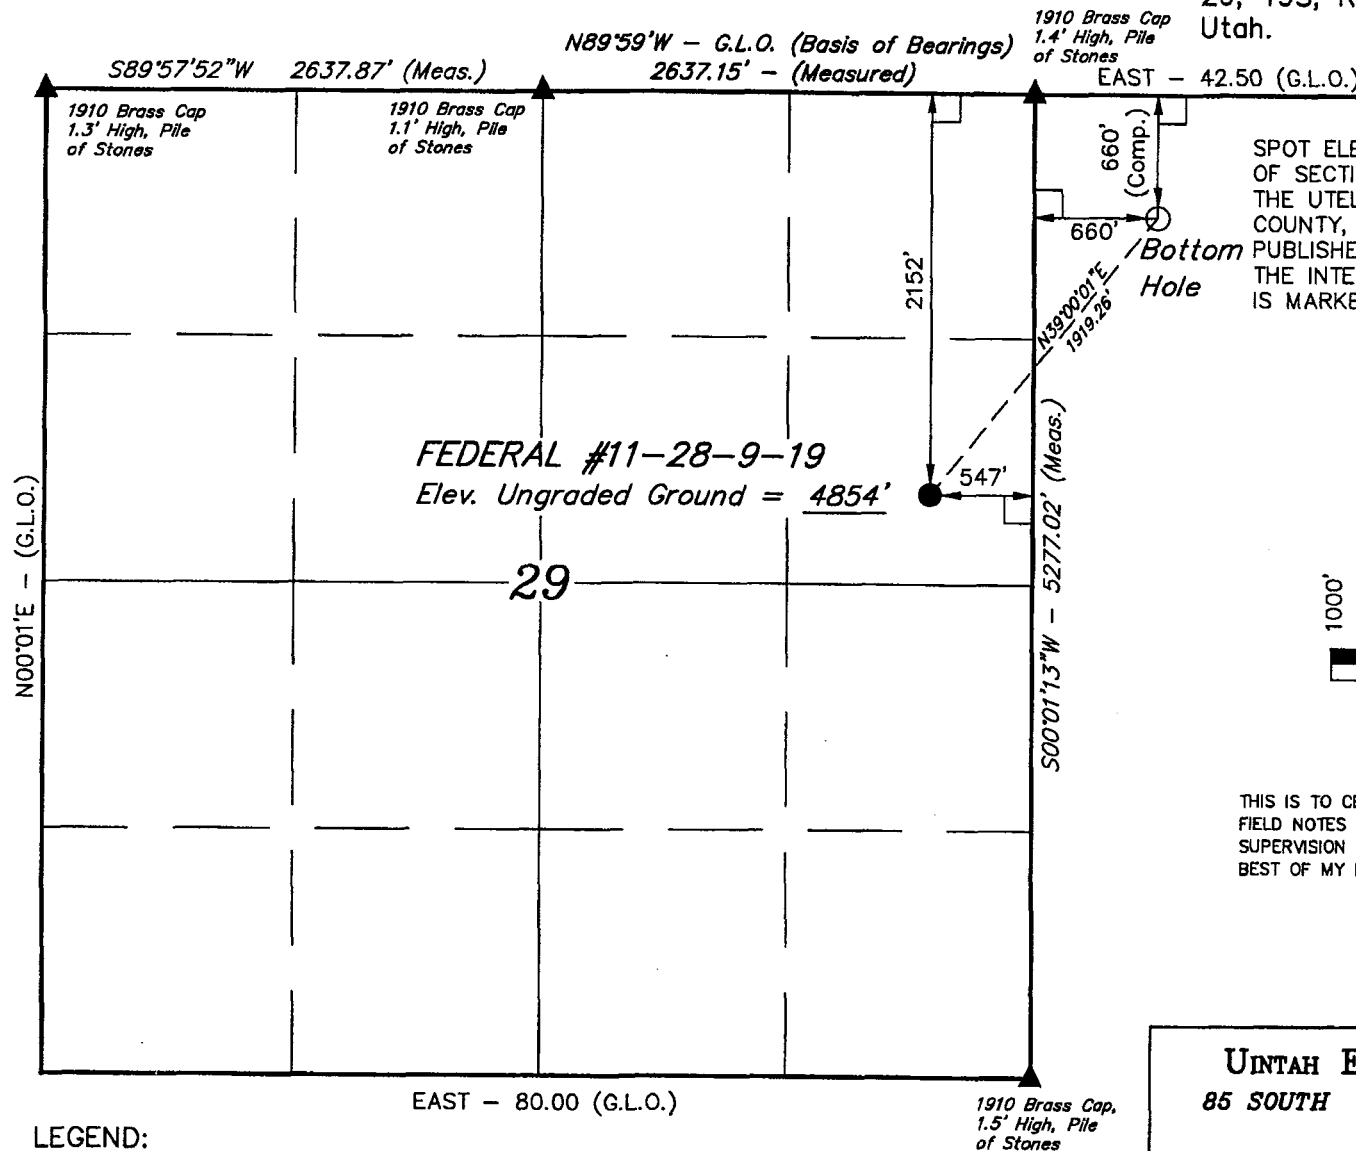 Utah.
1910 Brass Cap
1.4' High, Pile
of Stones
N89°59'W – G.L.O. (Basis of Bearings)
S89°57'52"W 2637.87' (Meas.)
2637.15' – (Measured)
EAST – 42.50 (G.L.O.)
1910 Brass Cap
1.3' High, Pile
of Stones
1910 Brass Cap
1.1' High, Pile
of Stones
660'
(Comp.)
SPOT ELE
OF SECTI
THE UTEL
COUNTY,
PUBLISHE
THE INTE
IS MARKE
660'
Bottom
Hole
2152'
N39°00'01"E
1919.26'
FEDERAL #11-28-9-19
Elev. Ungraded Ground = 4854'
547'
N00°01'E – (G.L.O.)
29
S00°01'13"W – 5277.02' (Meas.)
1000'
THIS IS TO CE
FIELD NOTES
SUPERVISION
BEST OF MY
UINTAH E
85 SOUTH
EAST – 80.00 (G.L.O.)
1910 Brass Cap,
1.5' High, Pile
of Stones
LEGEND: